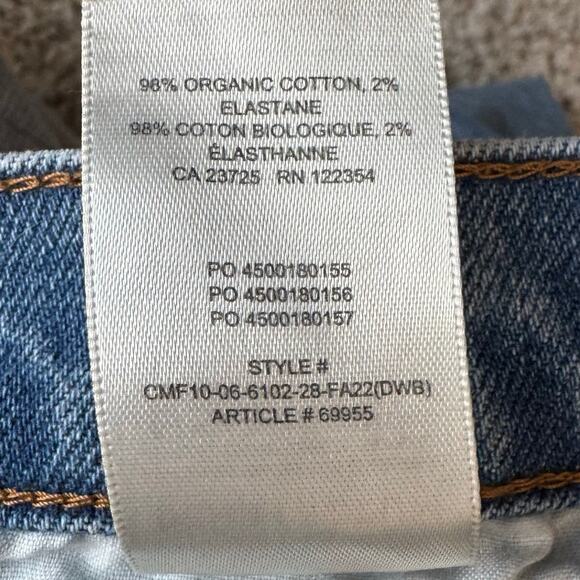 98% ORGANIC COTTON, 2%
ELASTANE
98% COTON BIOLOGIQUE, 2%
ÉLASTHANNE
CA 23725 RN 122354
PO 4500180155
PO 4500180156
PO 4500180157
STYLE #
CMF10-06-6102-28-FA22(DWB)
ARTICLE # 69955